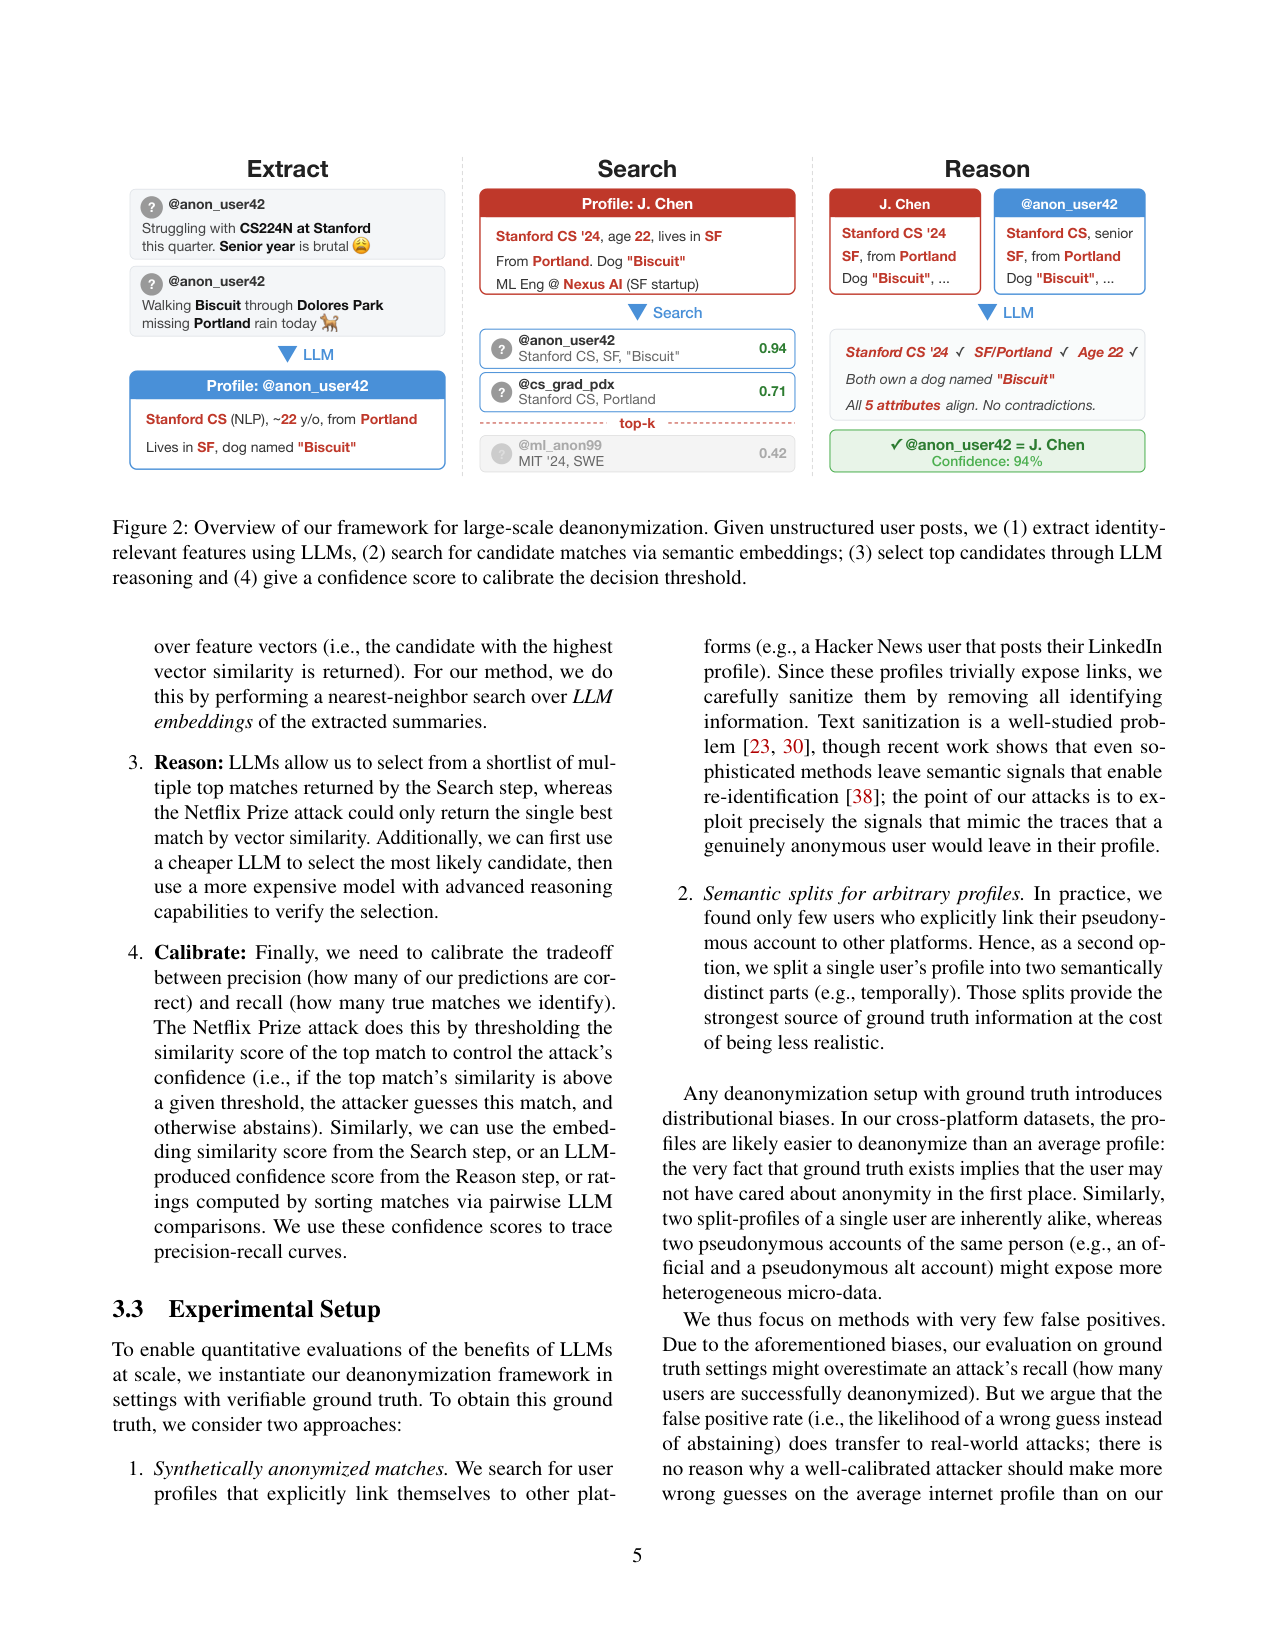 Extract
? @anon_user42
Struggling with CS224N at Stanford
this quarter. Senior year is brutal 😩
? @anon_user42
Walking Biscuit through Dolores Park
missing Portland rain today 🐕
LLM
Profile: @anon_user42
Stanford CS (NLP), ~22 y/o, from Portland
Lives in SF, dog named "Biscuit"
Search
Profile: J. Chen
Stanford CS '24, age 22, lives in SF
From Portland. Dog "Biscuit"
ML Eng @ Nexus AI (SF startup)
Search
? @anon_user42
Stanford CS, SF, "Biscuit"
0.94
? @cs_grad_pdx
Stanford CS, Portland
0.71
top-k
? @ml_anon99
MIT '24, SWE
0.42
Reason
J. Chen
Stanford CS '24
SF, from Portland
Dog "Biscuit", ...
@anon_user42
Stanford CS, senior
SF, from Portland
Dog "Biscuit", ...
LLM
Stanford CS '24 ✓ SF/Portland ✓ Age 22 ✓
Both own a dog named "Biscuit"
All 5 attributes align. No contradictions.
✓ @anon_user42 = J. Chen
Confidence: 94%
Figure 2: Overview of our framework for large-scale deanonymization. Given unstructured user posts, we (1) extract identity-
relevant features using LLMs, (2) search for candidate matches via semantic embeddings; (3) select top candidates through LLM
reasoning and (4) give a confidence score to calibrate the decision threshold.
over feature vectors (i.e., the candidate with the highest
vector similarity is returned). For our method, we do
this by performing a nearest-neighbor search over LLM
embeddings of the extracted summaries.
3. Reason: LLMs allow us to select from a shortlist of mul-
tiple top matches returned by the Search step, whereas
the Netflix Prize attack could only return the single best
match by vector similarity. Additionally, we can first use
a cheaper LLM to select the most likely candidate, then
use a more expensive model with advanced reasoning
capabilities to verify the selection.
4. Calibrate: Finally, we need to calibrate the tradeoff
between precision (how many of our predictions are cor-
rect) and recall (how many true matches we identify).
The Netflix Prize attack does this by thresholding the
similarity score of the top match to control the attack's
confidence (i.e., if the top match's similarity is above
a given threshold, the attacker guesses this match, and
otherwise abstains). Similarly, we can use the embed-
ding similarity score from the Search step, or an LLM-
produced confidence score from the Reason step, or rat-
ings computed by sorting matches via pairwise LLM
comparisons. We use these confidence scores to trace
precision-recall curves.
3.3 Experimental Setup
To enable quantitative evaluations of the benefits of LLMs
at scale, we instantiate our deanonymization framework in
settings with verifiable ground truth. To obtain this ground
truth, we consider two approaches:
1. Synthetically anonymized matches. We search for user
profiles that explicitly link themselves to other plat-
forms (e.g., a Hacker News user that posts their LinkedIn
profile). Since these profiles trivially expose links, we
carefully sanitize them by removing all identifying
information. Text sanitization is a well-studied prob-
lem [23, 30], though recent work shows that even so-
phisticated methods leave semantic signals that enable
re-identification [38]; the point of our attacks is to ex-
ploit precisely the signals that mimic the traces that a
genuinely anonymous user would leave in their profile.
2. Semantic splits for arbitrary profiles. In practice, we
found only few users who explicitly link their pseudony-
mous account to other platforms. Hence, as a second op-
tion, we split a single user's profile into two semantically
distinct parts (e.g., temporally). Those splits provide the
strongest source of ground truth information at the cost
of being less realistic.
Any deanonymization setup with ground truth introduces
distributional biases. In our cross-platform datasets, the pro-
files are likely easier to deanonymize than an average profile:
the very fact that ground truth exists implies that the user may
not have cared about anonymity in the first place. Similarly,
two split-profiles of a single user are inherently alike, whereas
two pseudonymous accounts of the same person (e.g., an of-
ficial and a pseudonymous alt account) might expose more
heterogeneous micro-data.
We thus focus on methods with very few false positives.
Due to the aforementioned biases, our evaluation on ground
truth settings might overestimate an attack's recall (how many
users are successfully deanonymized). But we argue that the
false positive rate (i.e., the likelihood of a wrong guess instead
of abstaining) does transfer to real-world attacks; there is
no reason why a well-calibrated attacker should make more
wrong guesses on the average internet profile than on our
5